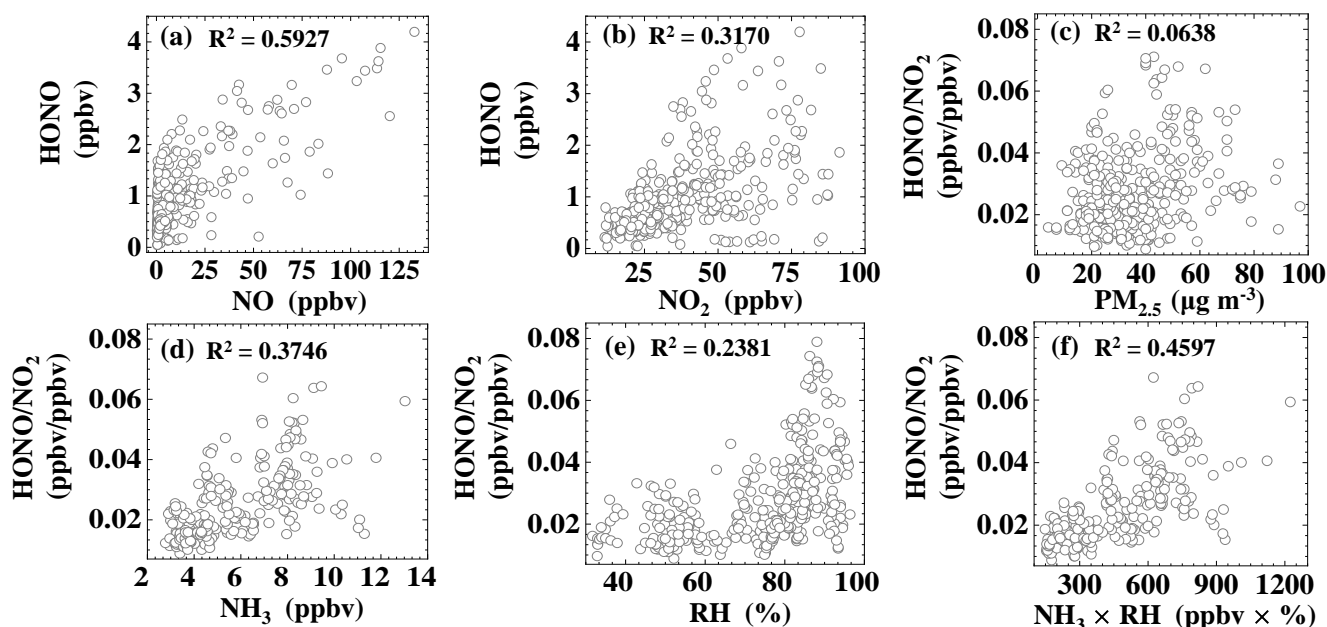 (a) R² = 0.5927
4
3
2
1
0
HONO
(ppbv)
0 25 50 75 100 125
NO (ppbv)
(b) R² = 0.3170
4
3
2
1
0
HONO
(ppbv)
25 50 75 100
NO₂ (ppbv)
(c) R² = 0.0638
0.08
0.06
0.04
0.02
HONO/NO₂
(ppbv/ppbv)
0 20 40 60 80 100
PM₂.₅ (µg m⁻³)
(d) R² = 0.3746
0.08
0.06
0.04
0.02
HONO/NO₂
(ppbv/ppbv)
2 4 6 8 10 12 14
NH₃ (ppbv)
(e) R² = 0.2381
0.08
0.06
0.04
0.02
HONO/NO₂
(ppbv/ppbv)
40 60 80 100
RH (%)
(f) R² = 0.4597
0.08
0.06
0.04
0.02
HONO/NO₂
(ppbv/ppbv)
300 600 900 1200
NH₃ × RH (ppbv × %)